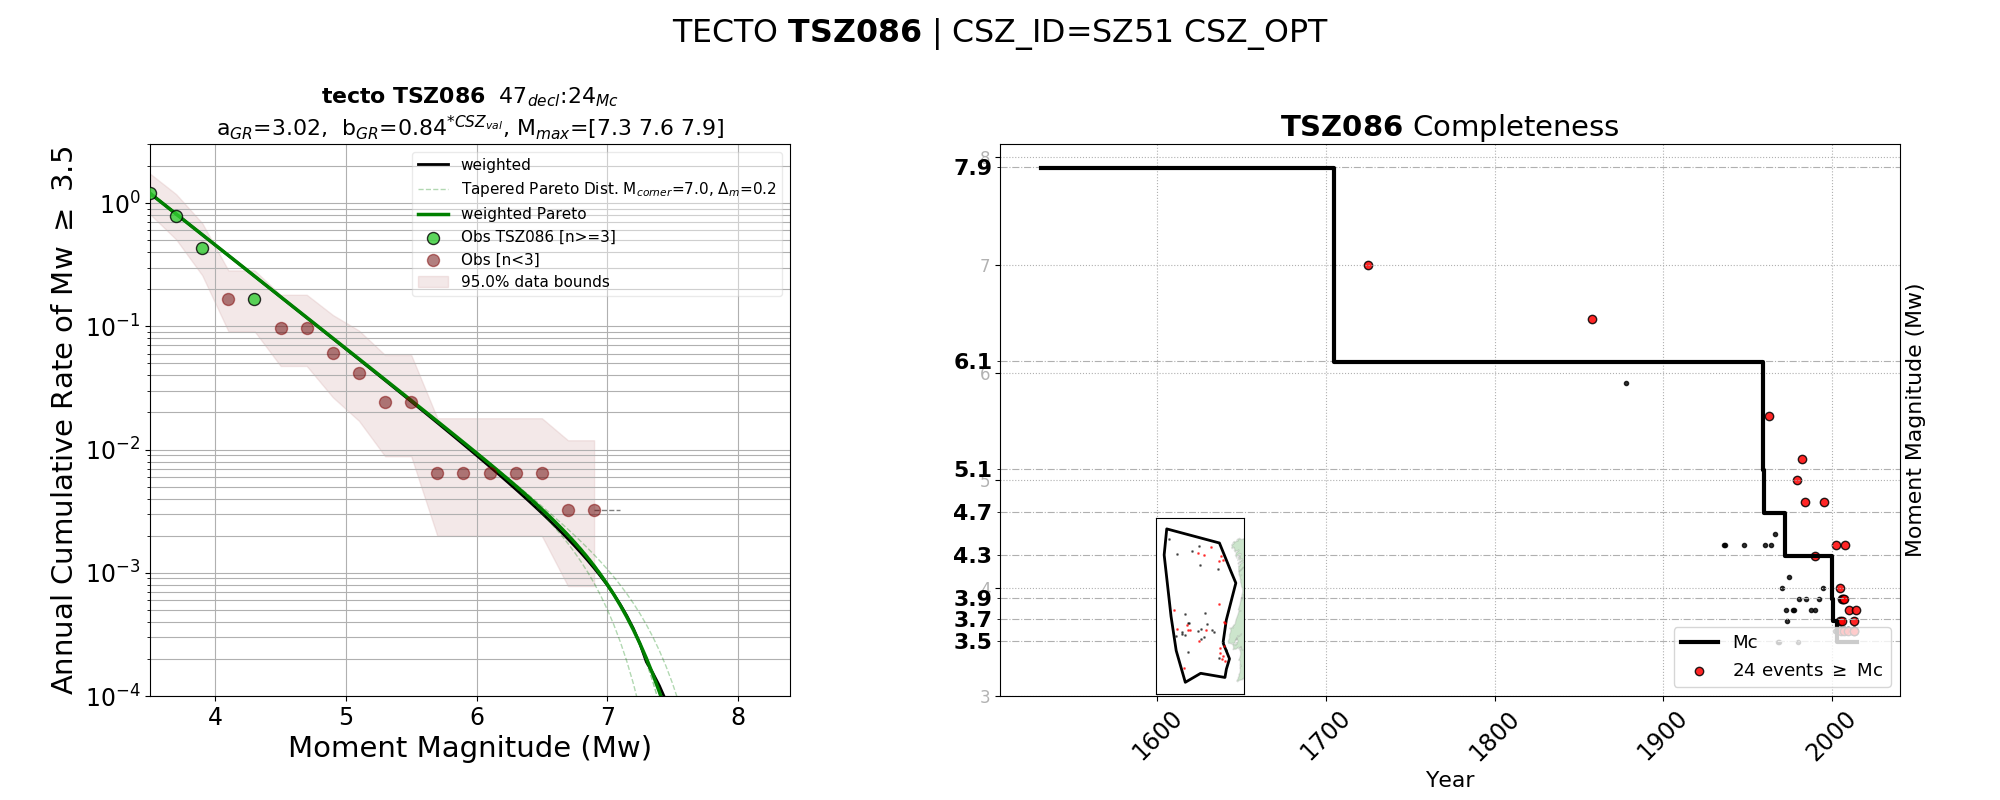 TECTO TSZ086 | CSZ_ID=SZ51 CSZ_OPT
tecto TSZ086 47decl:24Mc
aGR=3.02, bGR=0.84*CSZval, Mmax=[7.3 7.6 7.9]
Annual Cumulative Rate of Mw ≥ 3.5
10⁰
10⁻¹
10⁻²
10⁻³
10⁻⁴
weighted
Tapered Pareto Dist. Mcorner=7.0, Δm=0.2
weighted Pareto
Obs TSZ086 [n>=3]
Obs [n<3]
95.0% data bounds
4 5 6 7 8
Moment Magnitude (Mw)
TSZ086 Completeness
8
7.9
7
6.1
6
5.1
5
4.7
4.3
4
3.9
3.7
3.5
3
Moment Magnitude (Mw)
Mc
24 events ≥ Mc
1600 1700 1800 1900 2000
Year